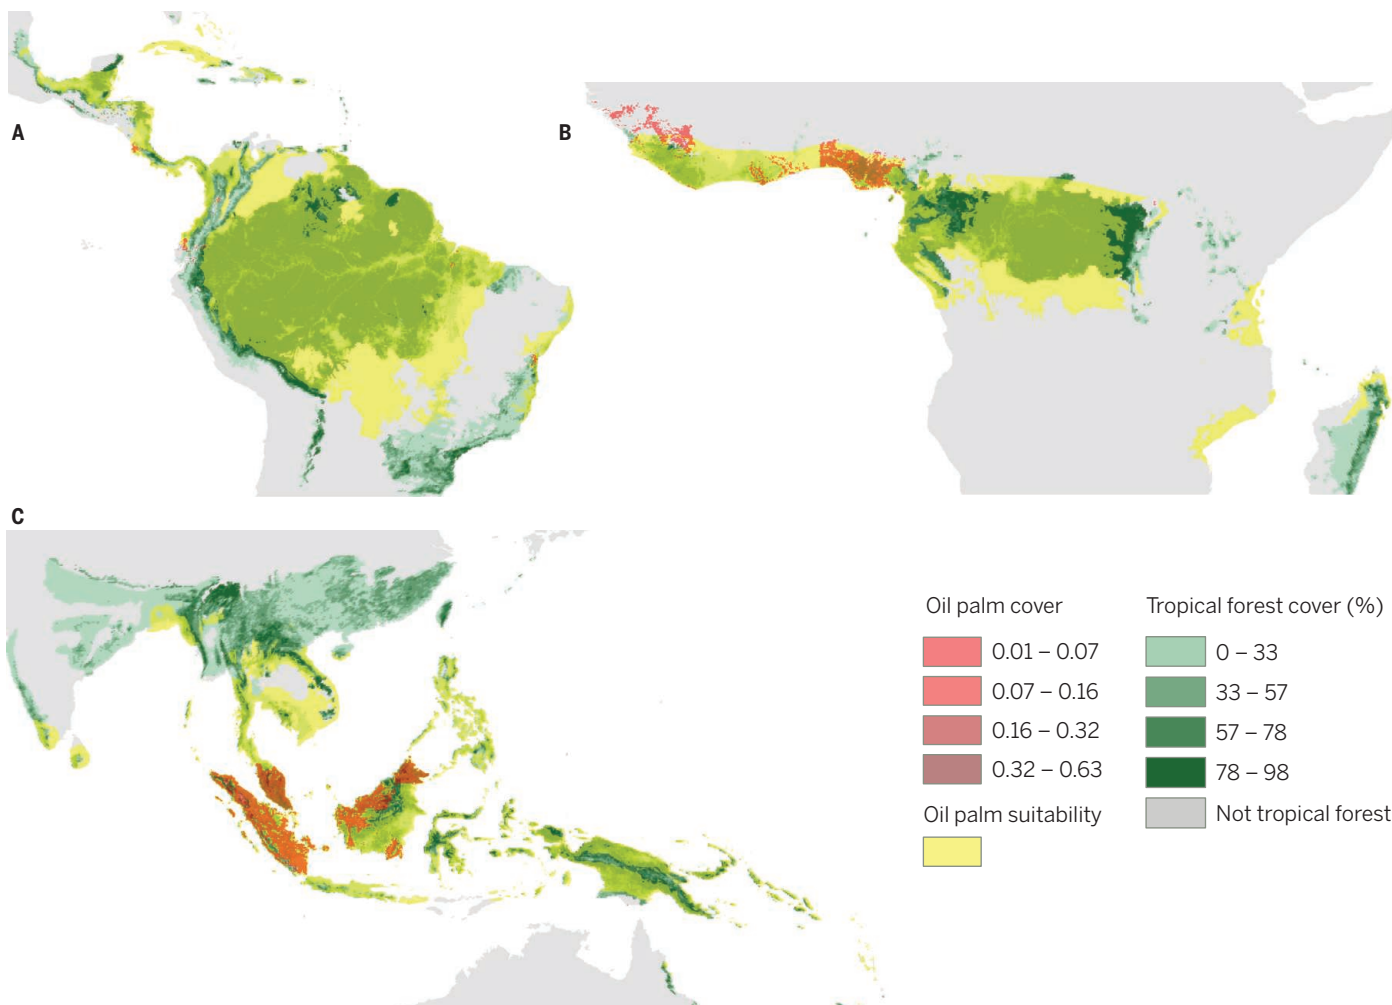 A
B
C
Oil palm cover
0.01 – 0.07
0.07 – 0.16
0.16 – 0.32
0.32 – 0.63
Oil palm suitability
Tropical forest cover (%)
0 – 33
33 – 57
57 – 78
78 – 98
Not tropical forest